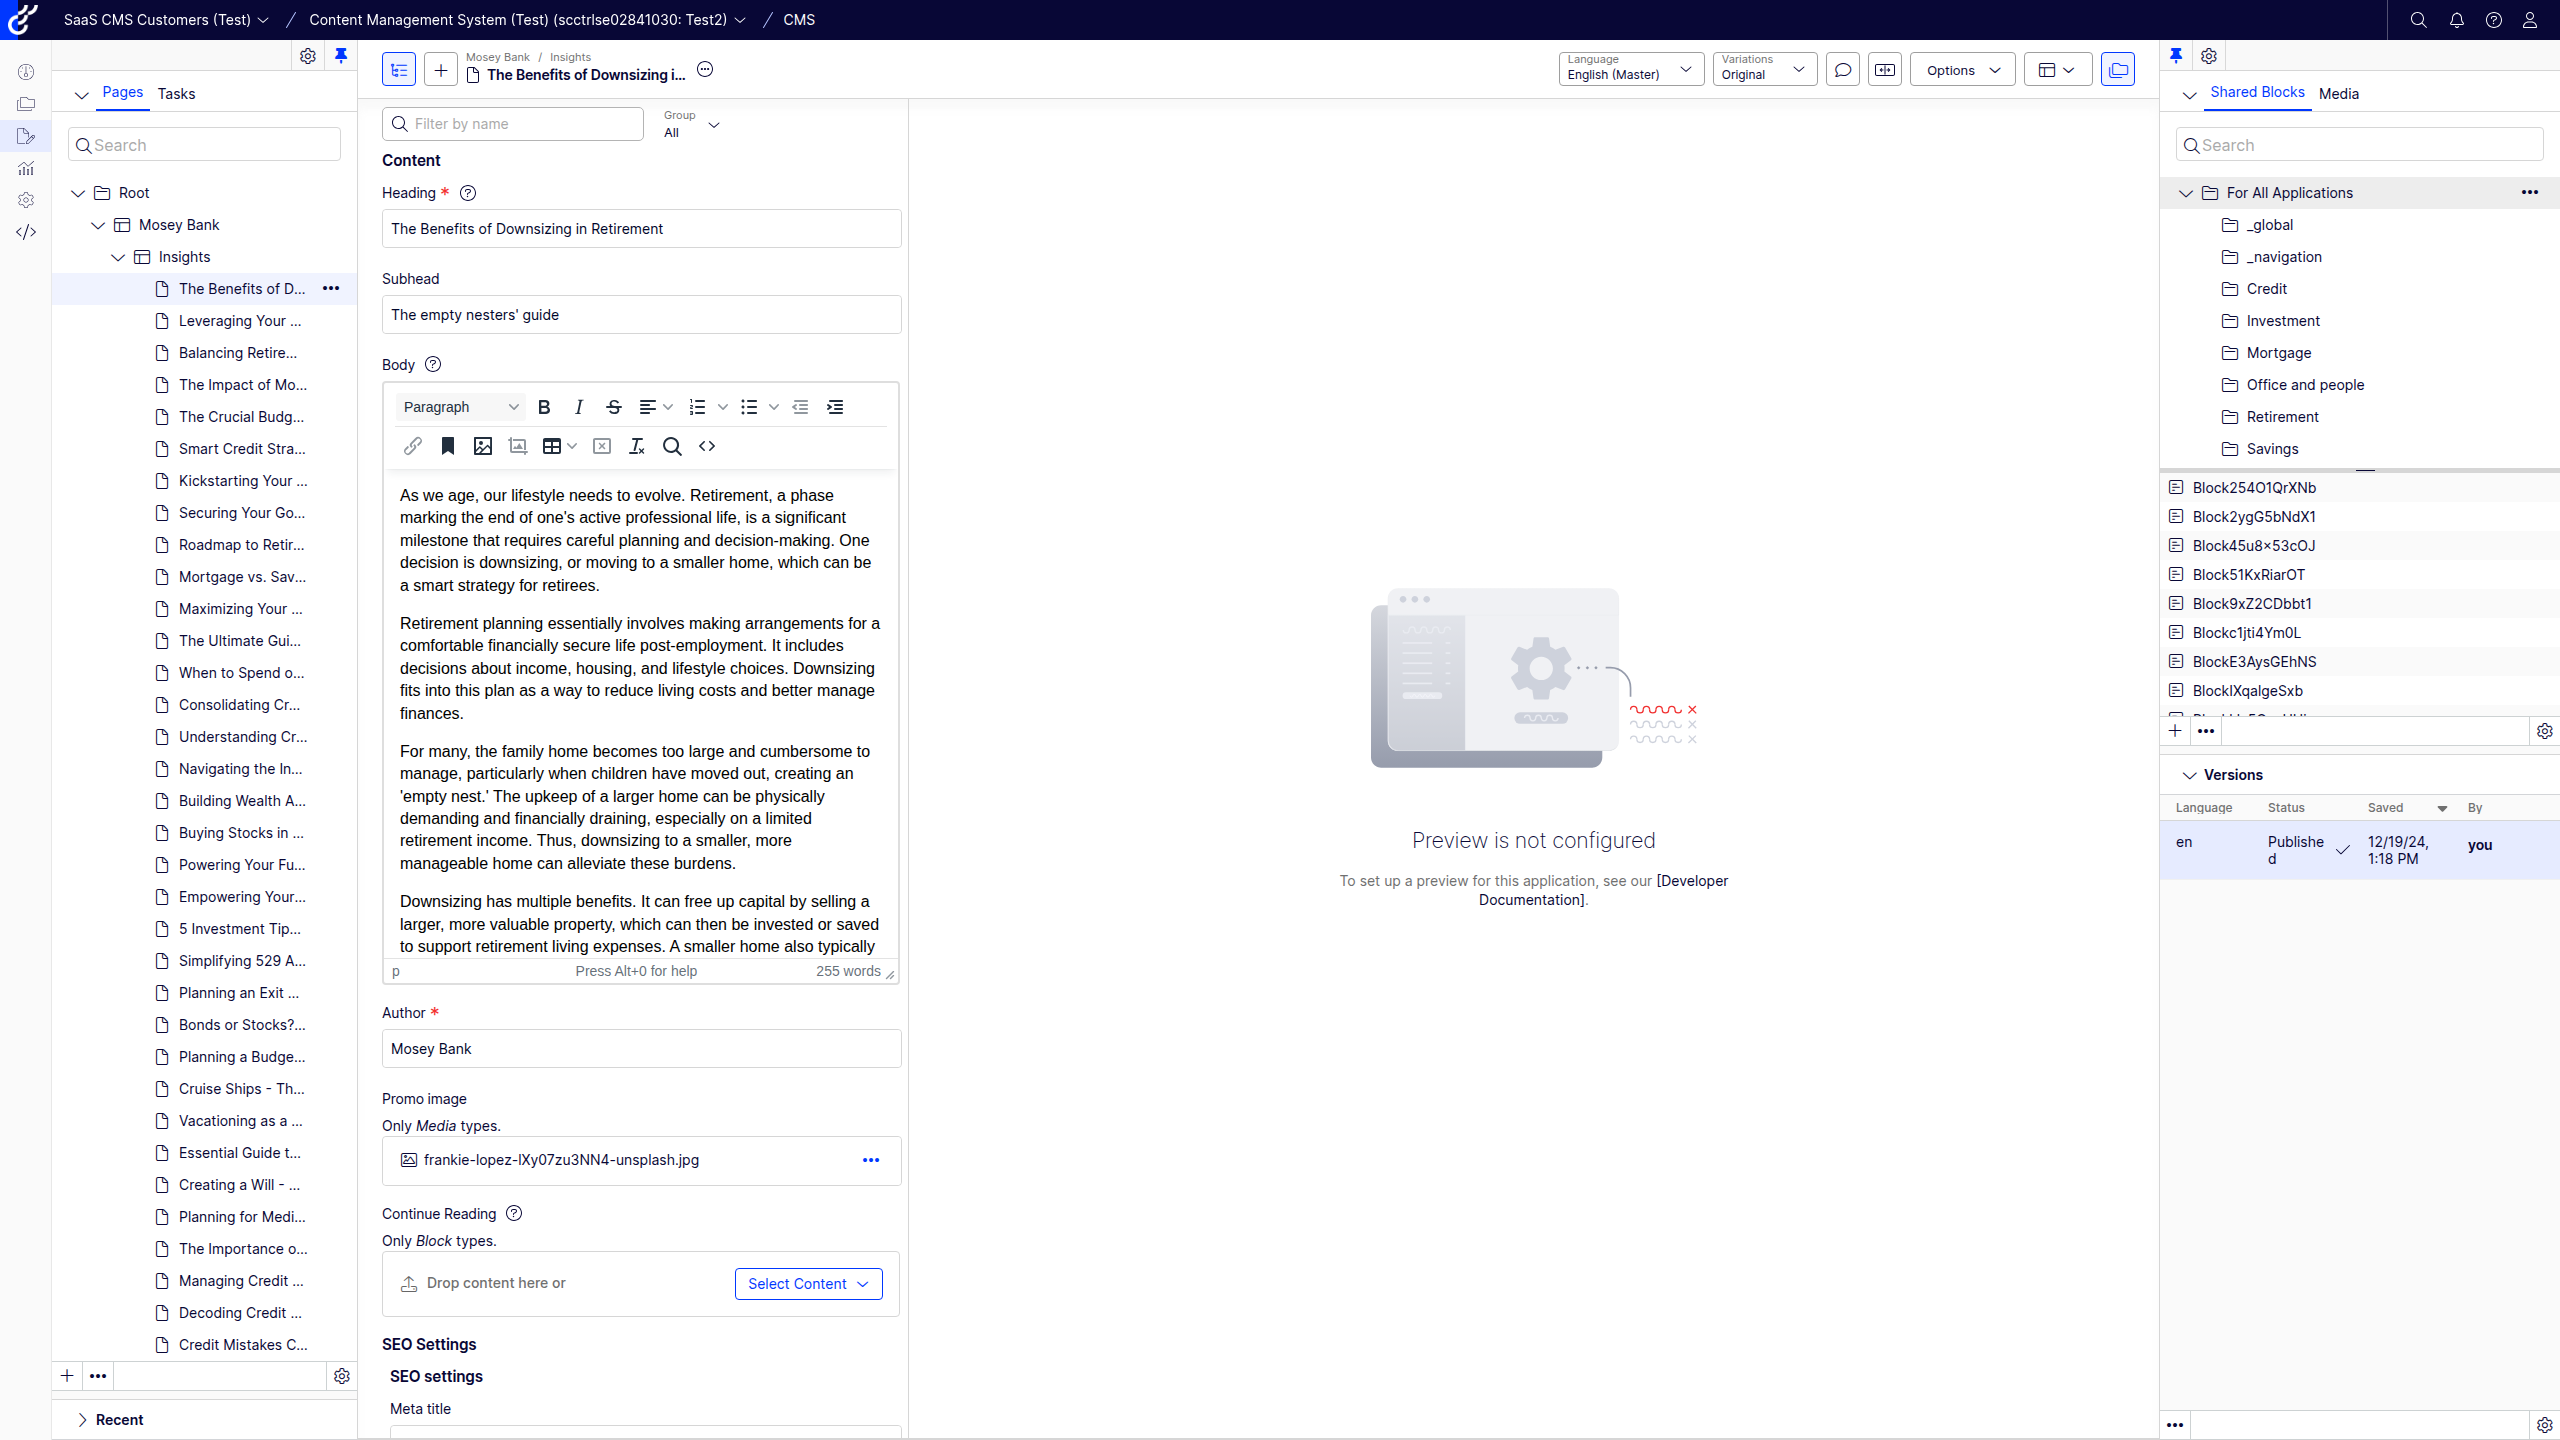 SaaS CMS Customers (Test) / Content Management System (Test) (scctrlse02841030: Test2) / CMS
Pages Tasks
Search
Root
Mosey Bank
Insights
The Benefits of D...
Leveraging Your ...
Balancing Retire...
The Impact of Mo...
The Crucial Budg...
Smart Credit Stra...
Kickstarting Your ...
Securing Your Go...
Roadmap to Retir...
Mortgage vs. Sav...
Maximizing Your ...
The Ultimate Gui...
When to Spend o...
Consolidating Cr...
Understanding Cr...
Navigating the In...
Building Wealth A...
Buying Stocks in ...
Powering Your Fu...
Empowering Your...
5 Investment Tip...
Simplifying 529 A...
Planning an Exit ...
Bonds or Stocks?...
Planning a Budge...
Cruise Ships - Th...
Vacationing as a ...
Essential Guide t...
Creating a Will - ...
Planning for Medi...
The Importance o...
Managing Credit ...
Decoding Credit ...
Credit Mistakes C...
Recent
Mosey Bank / Insights
The Benefits of Downsizing i...
Language
English (Master)
Variations
Original
Options
Filter by name
Group
All
Content
Heading *
The Benefits of Downsizing in Retirement
Subhead
The empty nesters' guide
Body
Paragraph
As we age, our lifestyle needs to evolve. Retirement, a phase
marking the end of one's active professional life, is a significant
milestone that requires careful planning and decision-making. One
decision is downsizing, or moving to a smaller home, which can be
a smart strategy for retirees.
Retirement planning essentially involves making arrangements for a
comfortable financially secure life post-employment. It includes
decisions about income, housing, and lifestyle choices. Downsizing
fits into this plan as a way to reduce living costs and better manage
finances.
For many, the family home becomes too large and cumbersome to
manage, particularly when children have moved out, creating an
'empty nest.' The upkeep of a larger home can be physically
demanding and financially draining, especially on a limited
retirement income. Thus, downsizing to a smaller, more
manageable home can alleviate these burdens.
Downsizing has multiple benefits. It can free up capital by selling a
larger, more valuable property, which can then be invested or saved
to support retirement living expenses. A smaller home also typically
p Press Alt+0 for help 255 words
Author *
Mosey Bank
Promo image
Only Media types.
frankie-lopez-lXy07zu3NN4-unsplash.jpg
Continue Reading
Only Block types.
Drop content here or
Select Content
SEO Settings
SEO settings
Meta title
Preview is not configured
To set up a preview for this application, see our [Developer
Documentation].
Shared Blocks Media
Search
For All Applications
_global
_navigation
Credit
Investment
Mortgage
Office and people
Retirement
Savings
Block254O1QrXNb
Block2ygG5bNdX1
Block45u8×53cOJ
Block51KxRiarOT
Block9xZ2CDbbt1
Blockc1jti4Ym0L
BlockE3AysGEhNS
BlockIXqalgeSxb
Versions
Language Status Saved By
en Publishe
d 12/19/24,
1:18 PM you